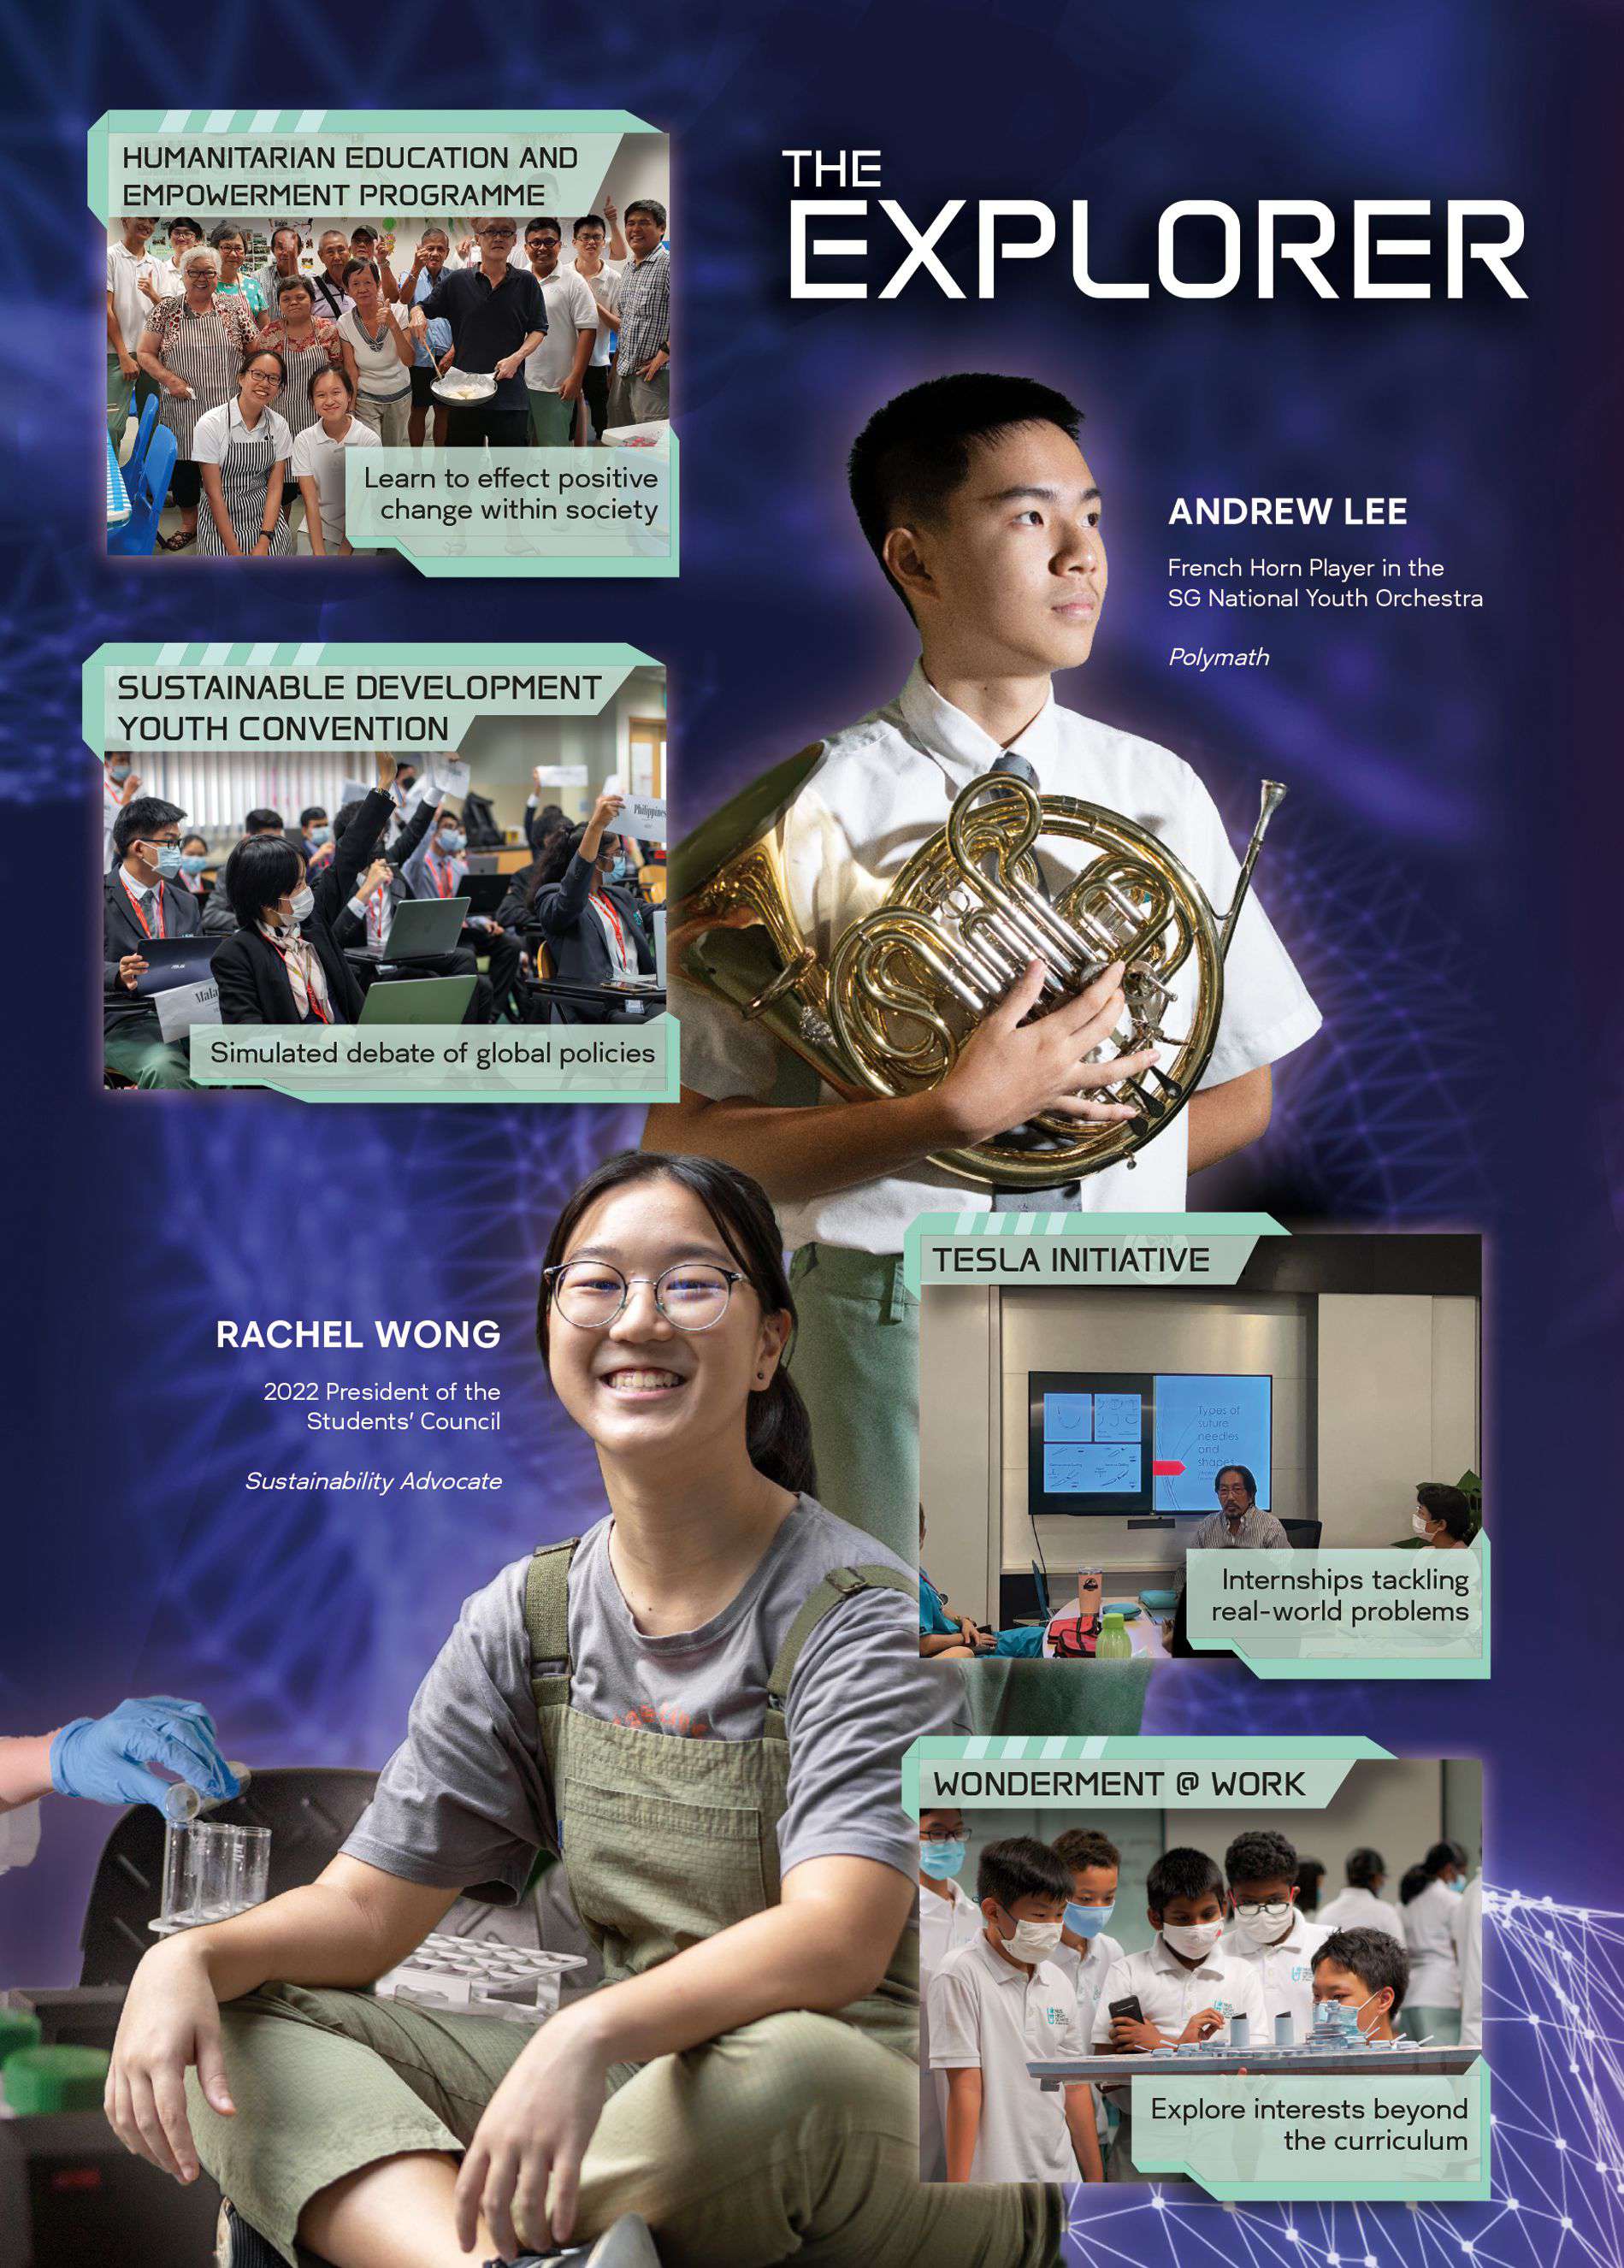 HUMANITARIAN EDUCATION AND
EMPOWERMENT PROGRAMME
Learn to effect positive
change within society
THE
EXPLORER
ANDREW LEE
French Horn Player in the
SG National Youth Orchestra
Polymath
SUSTAINABLE DEVELOPMENT
YOUTH CONVENTION
Philippines
Mala
Simulated debate of global policies
RACHEL WONG
2022 President of the
Students' Council
Sustainability Advocate
TESLA INITIATIVE
Types of
suture
needles
and
shapes
Internships tackling
real-world problems
WONDERMENT @ WORK
Explore interests beyond
the curriculum